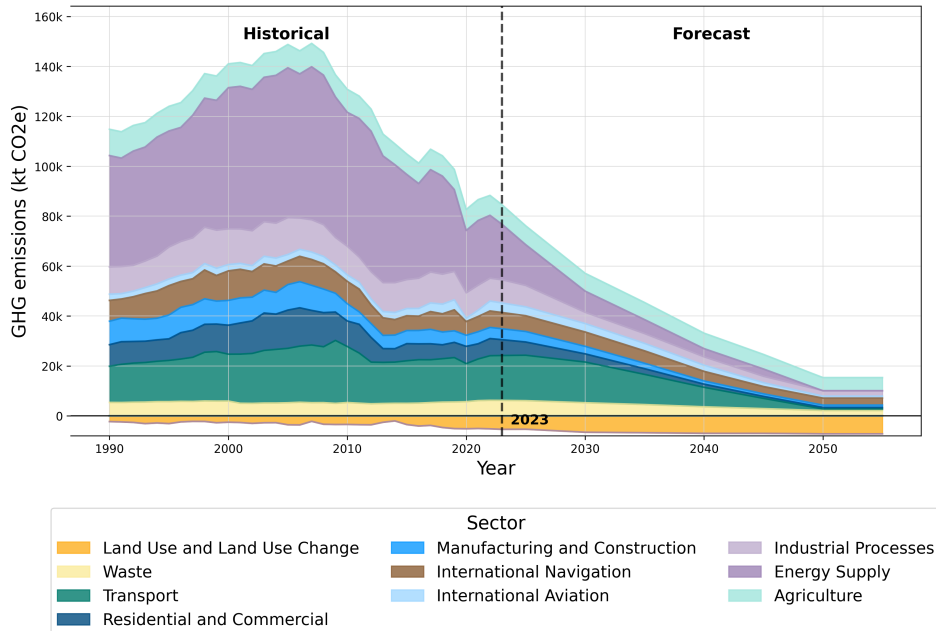 160k
Historical
Forecast
140k
120k
100k
80k
60k
40k
20k
0
2023
1990
2000
2010
2020
2030
2040
2050
GHG emissions (kt CO2e)
Year
Sector
Land Use and Land Use Change
Waste
Transport
Residential and Commercial
Manufacturing and Construction
International Navigation
International Aviation
Industrial Processes
Energy Supply
Agriculture